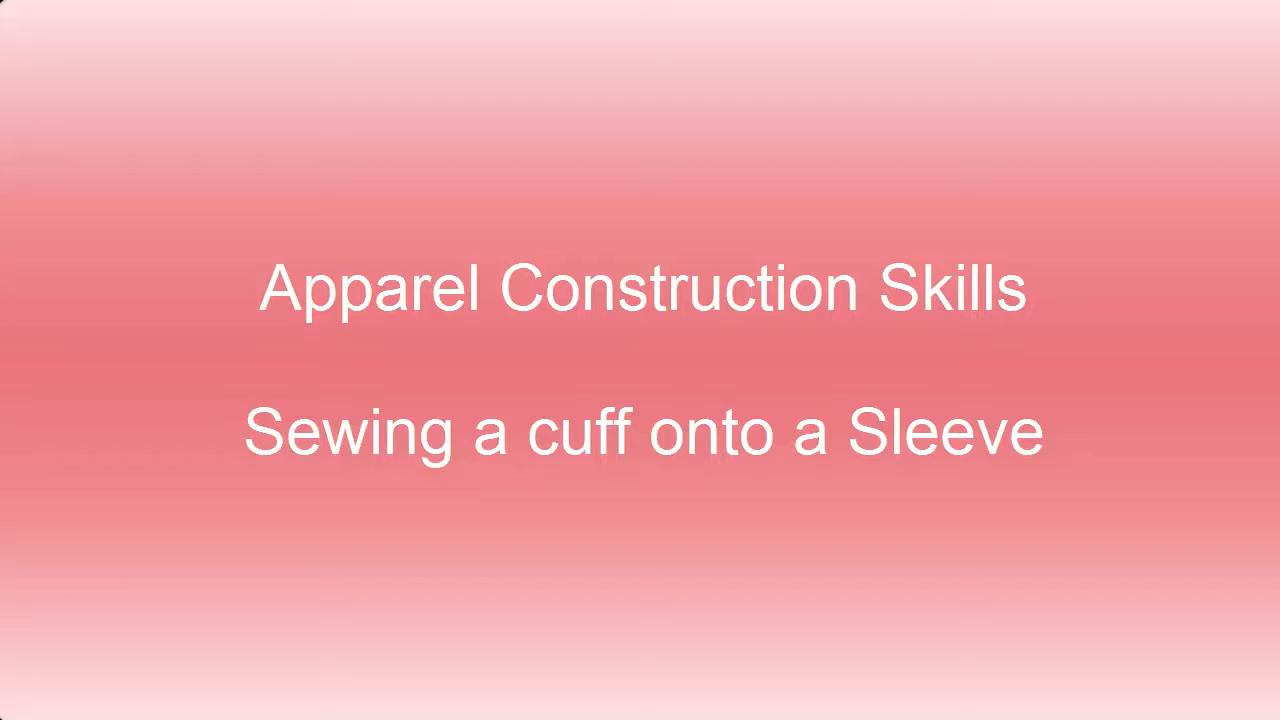 Apparel Construction Skills
Sewing a cuff onto a Sleeve